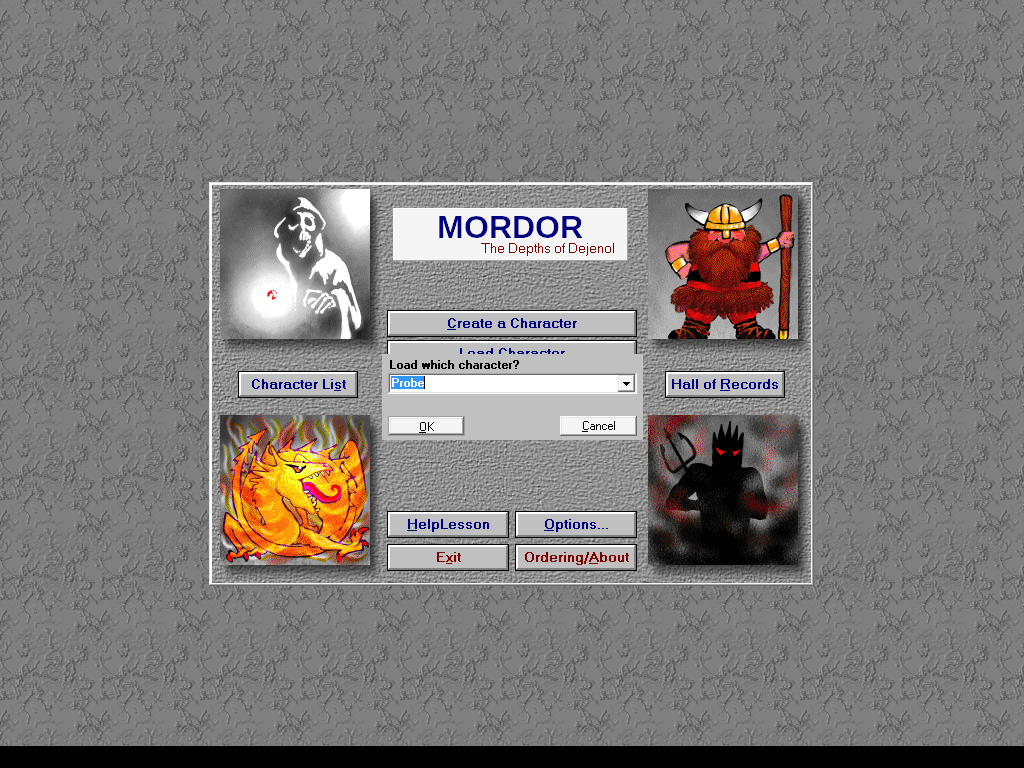 MORDOR
The Depths of Dejenol
Create a Character
Load Character
Load which character?
Probe
Character List
Hall of Records
OK
Cancel
HelpLesson
Options...
Exit
Ordering/About